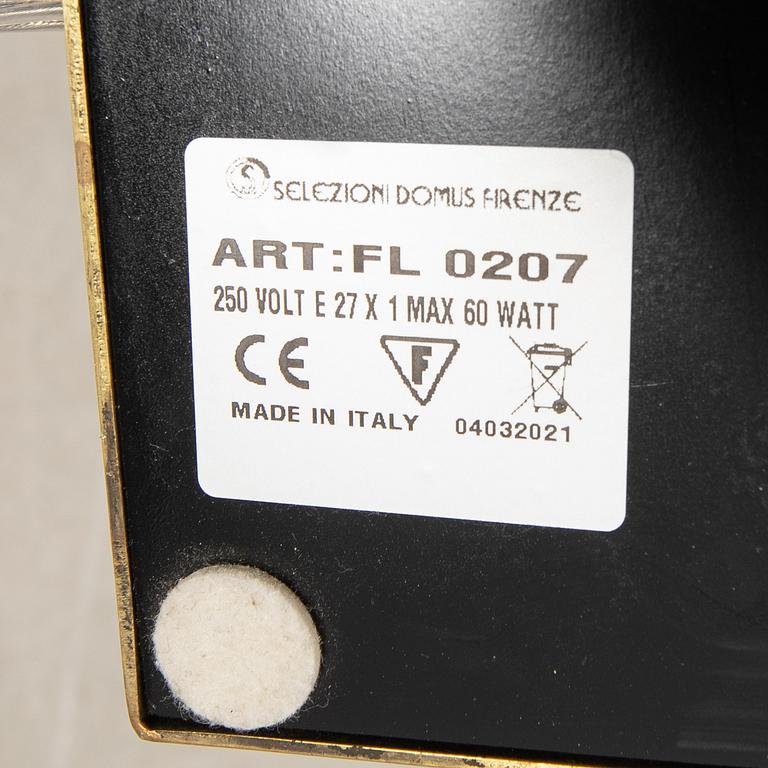 SELEZIONI DOMUS FIRENZE
ART:FL 0207
250 VOLT E 27 X 1 MAX 60 WATT
CE F
MADE IN ITALY 04032021